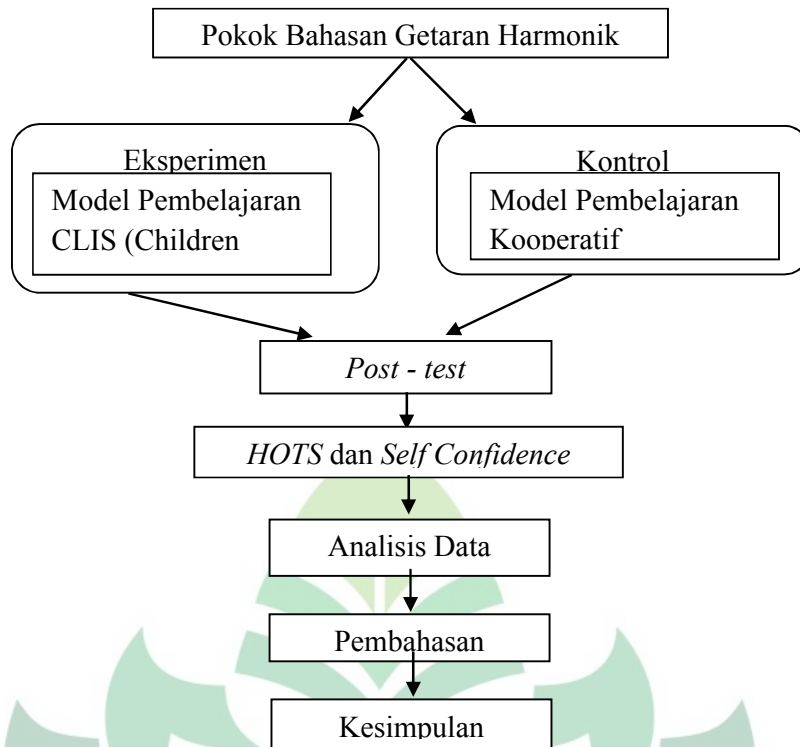 Pokok Bahasan Getaran Harmonik
Eksperimen
Model Pembelajaran
CLIS (Children
Kontrol
Model Pembelajaran
Kooperatif
Post - test
HOTS dan Self Confidence
Analisis Data
Pembahasan
Kesimpulan